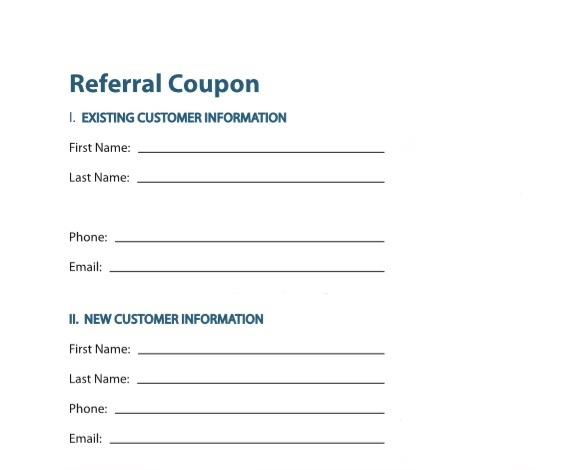 Referral Coupon
I. EXISTING CUSTOMER INFORMATION
First Name:
Last Name:
Phone:
Email:
II. NEW CUSTOMER INFORMATION
First Name:
Last Name:
Phone:
Email: